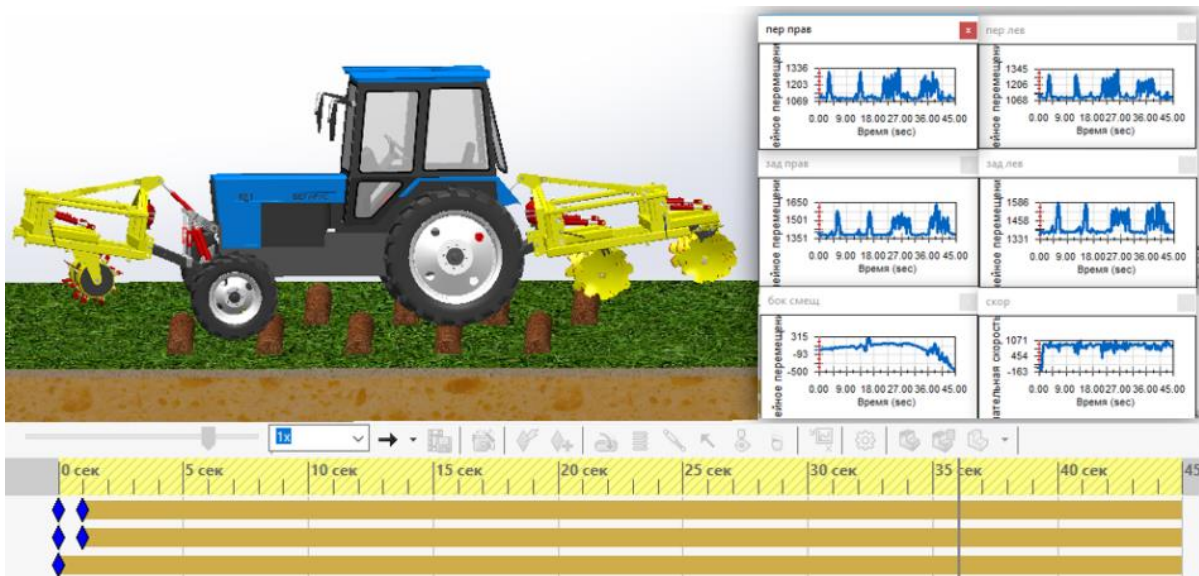 пер прав
x
пер лев
ейное перемещени
1336
1203
1069
0.00 9.00 18.00 27.00 36.00 45.00
Время (sec)
ейное перемещени
1345
1206
1068
0.00 9.00 18.00 27.00 36.00 45.00
Время (sec)
зад прав
зад лев
ейное перемещени
1650
1501
1351
0.00 9.00 18.00 27.00 36.00 45.00
Время (sec)
ейное перемещени
1586
1458
1331
0.00 9.00 18.00 27.00 36.00 45.00
Время (sec)
бок смещ
скор
ейное перемещени
315
-93
-500
0.00 9.00 18.00 27.00 36.00 45.00
Время (sec)
ательная скорость
1071
454
-163
0.00 9.00 18.00 27.00 36.00 45.00
Время (sec)
1x
0 сек 5 сек 10 сек 15 сек 20 сек 25 сек 30 сек 35 сек 40 сек 45